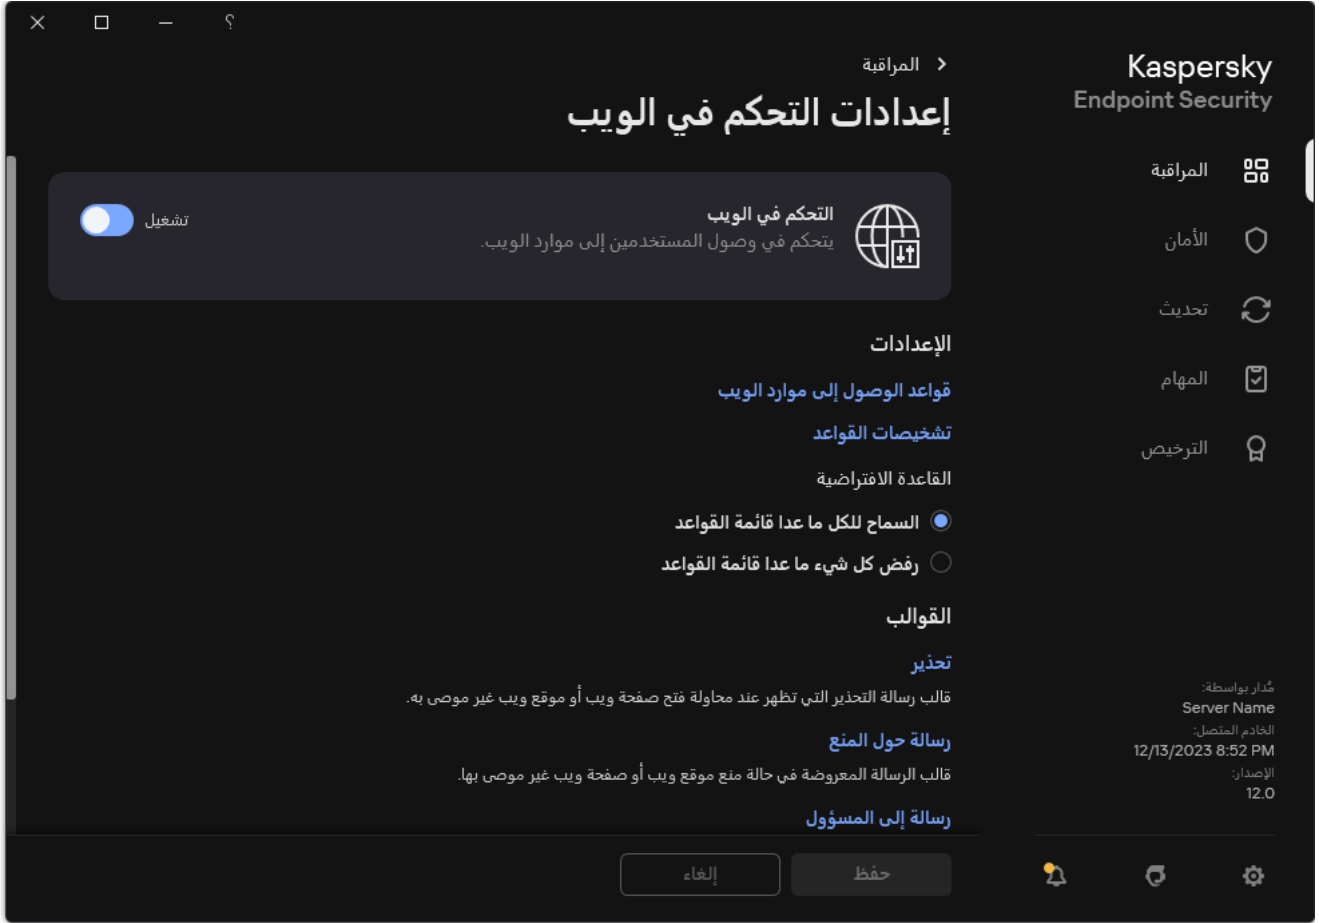 Kaspersky
Endpoint Security
المراقبة
الأمان
تحديث
المهام
الترخيص
مُدار بواسطة:
Server Name
الخادم المتصل:
12/13/2023 8:52 PM
الإصدار:
12.0
؟
المراقبة
إعدادات التحكم في الويب
التحكم في الويب
يتحكم في وصول المستخدمين إلى موارد الويب.
تشغيل
الإعدادات
قواعد الوصول إلى موارد الويب
تشخيصات القواعد
القاعدة الافتراضية
السماح للكل ما عدا قائمة القواعد
رفض كل شيء ما عدا قائمة القواعد
القوالب
تحذير
قالب رسالة التحذير التي تظهر عند محاولة فتح صفحة ويب أو موقع ويب غير موصى به.
رسالة حول المنع
قالب الرسالة المعروضة في حالة منع موقع ويب أو صفحة ويب غير موصى بها.
رسالة إلى المسؤول
حفظ
إلغاء